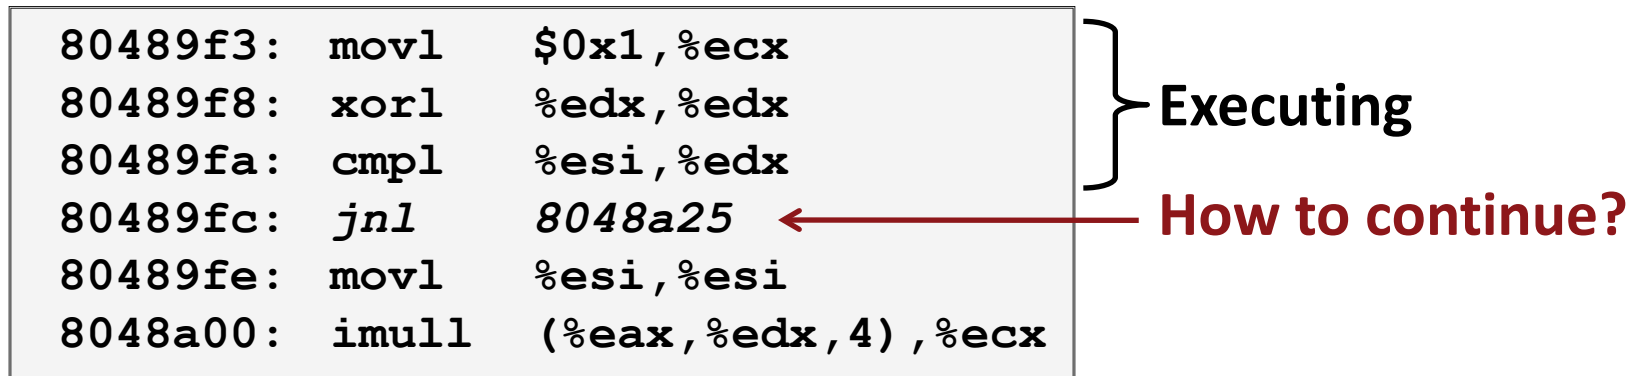 80489f3: movl $0x1,%ecx
80489f8: xorl %edx,%edx
80489fa: cmpl %esi,%edx
80489fc: jnl 8048a25
80489fe: movl %esi,%esi
8048a00: imull (%eax,%edx,4),%ecx
Executing
How to continue?